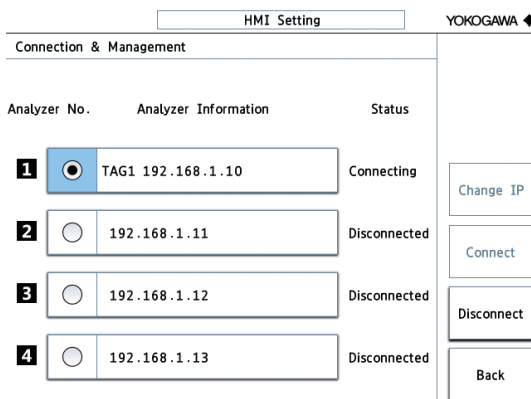 HMI Setting
YOKOGAWA
Connection & Management
Analyzer No. Analyzer Information Status
1 TAG1 192.168.1.10 Connecting
2 192.168.1.11 Disconnected
3 192.168.1.12 Disconnected
4 192.168.1.13 Disconnected
Change IP
Connect
Disconnect
Back